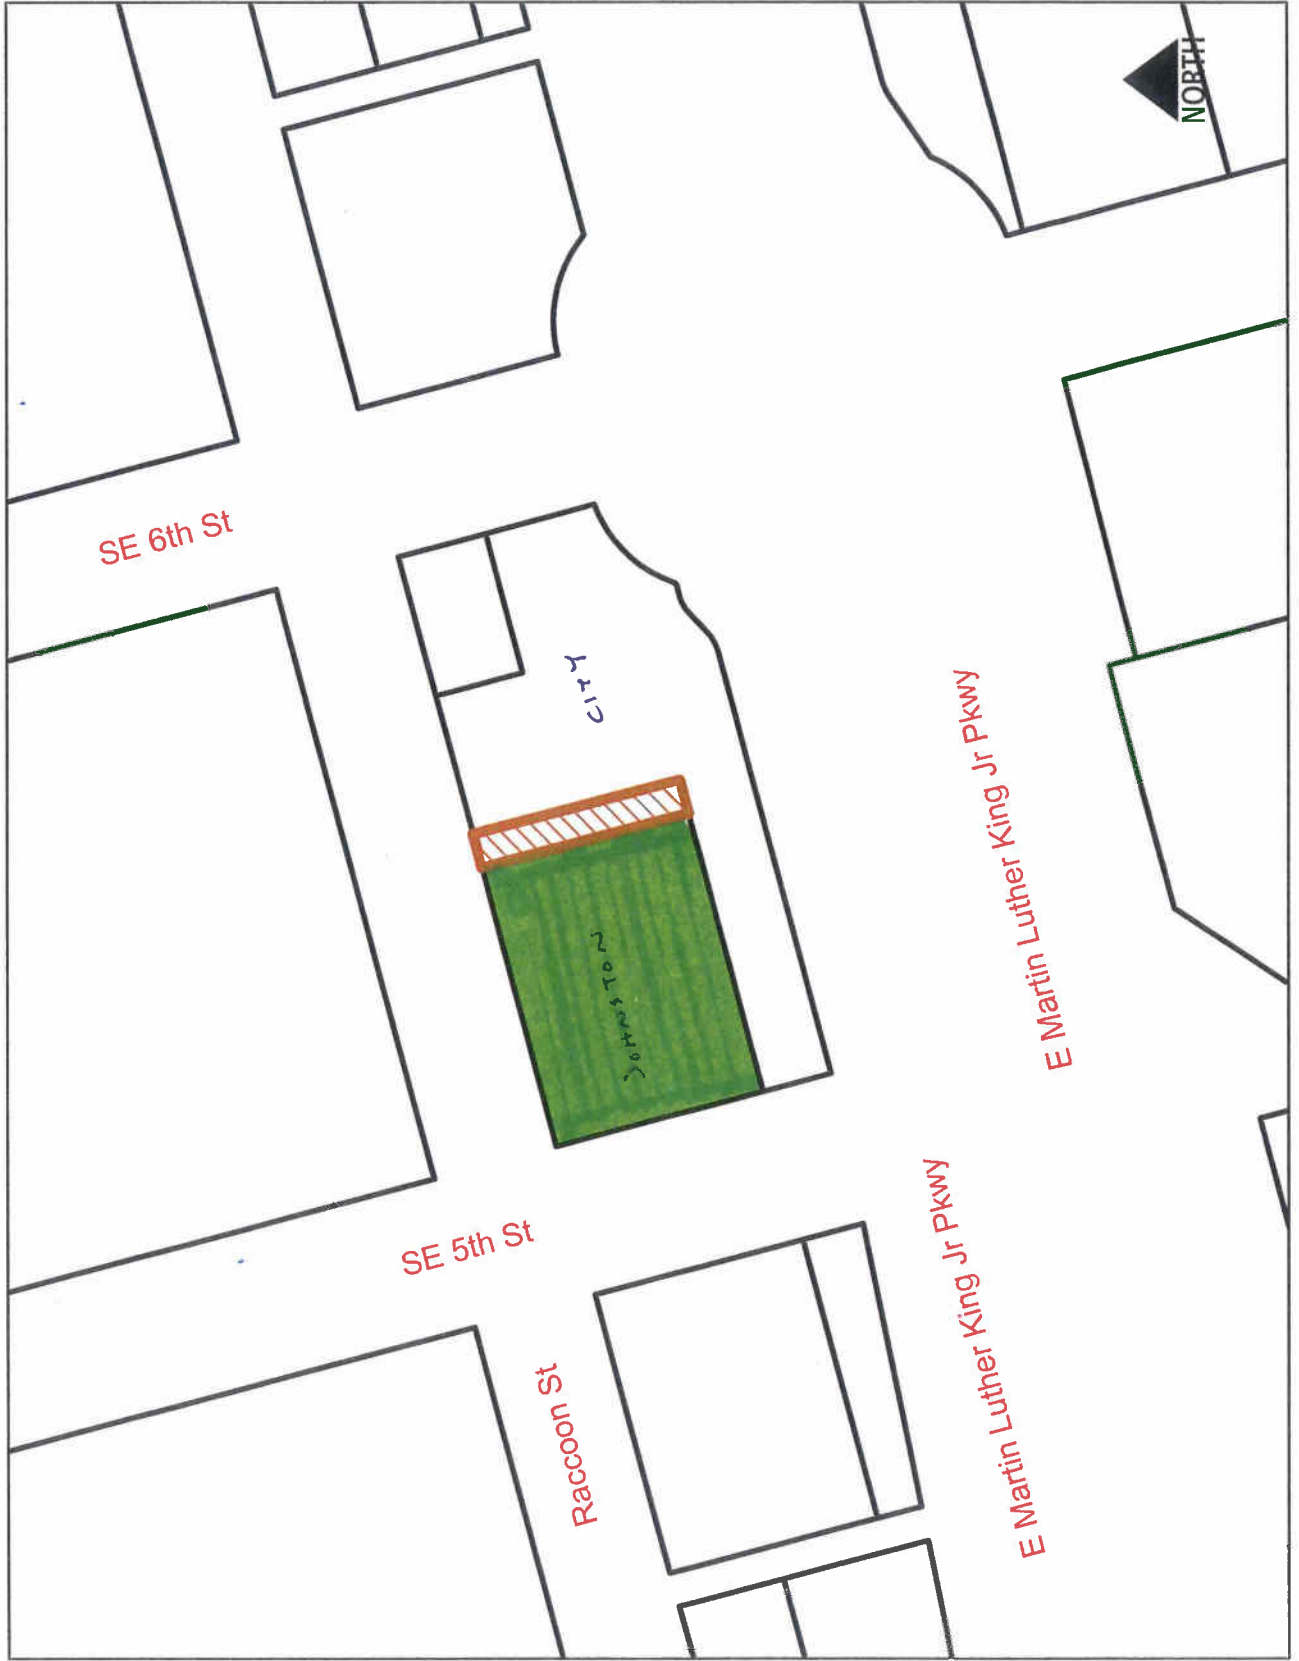 NORTH
SE 6th St
CITY
E Martin Luther King Jr Pkwy
JOHNSTON
SE 5th St
E Martin Luther King Jr Pkwy
Raccoon St